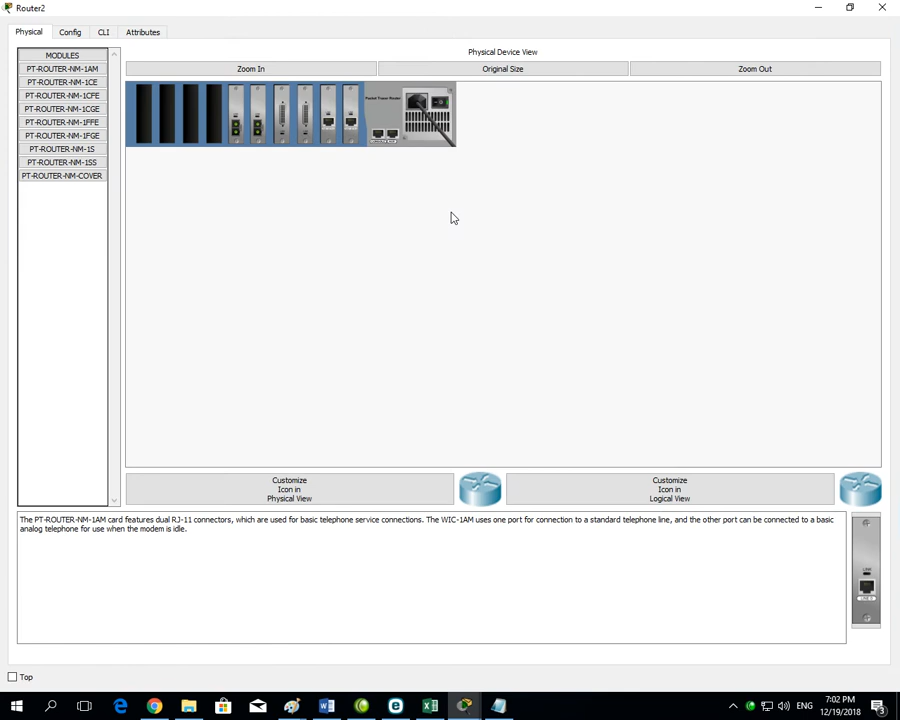 Router2
Physical
Config
CLI
Attributes
MODULES
PT-ROUTER-NM-1AM
PT-ROUTER-NM-1CE
PT-ROUTER-NM-1CFE
PT-ROUTER-NM-1CGE
PT-ROUTER-NM-1FFE
PT-ROUTER-NM-1FGE
PT-ROUTER-NM-1S
PT-ROUTER-NM-1SS
PT-ROUTER-NM-COVER
Physical Device View
Zoom In
Original Size
Zoom Out
Packet Tracer Router
Customize
Icon in
Physical View
Customize
Icon in
Logical View
The PT-ROUTER-NM-1AM card features dual RJ-11 connectors, which are used for basic telephone service connections. The WIC-1AM uses one port for connection to a standard telephone line, and the other port can be connected to a basic
analog telephone for use when the modem is idle.
LINE
Top
ENG
7:02 PM
12/19/2018
3